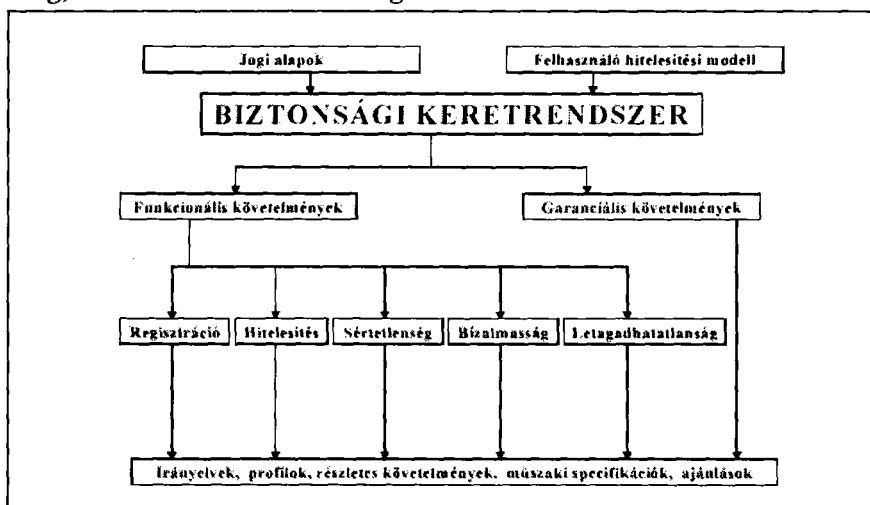 Jogi alapok
Felhasználó hitelesítési modell
BIZTONSÁGI KERETRENDSZER
Funkcionális követelmények
Garanciális követelmények
Regisztráció
Hitelesítés
Sértetlenség
Bizalmasság
Letagadhatatlanság
Irányelvek, profilok, részletes követelmények, műszaki specifikációk, ajánlások